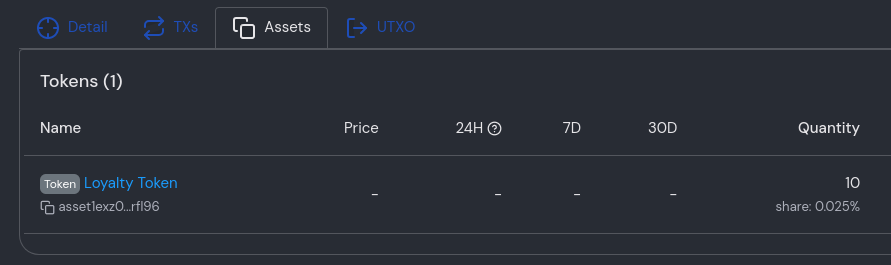 Detail TXs Assets UTXO
Tokens (1)
Name Price 24H ? 7D 30D Quantity
Token Loyalty Token - - - - 10
asset1exz0...rfl96 share: 0.025%